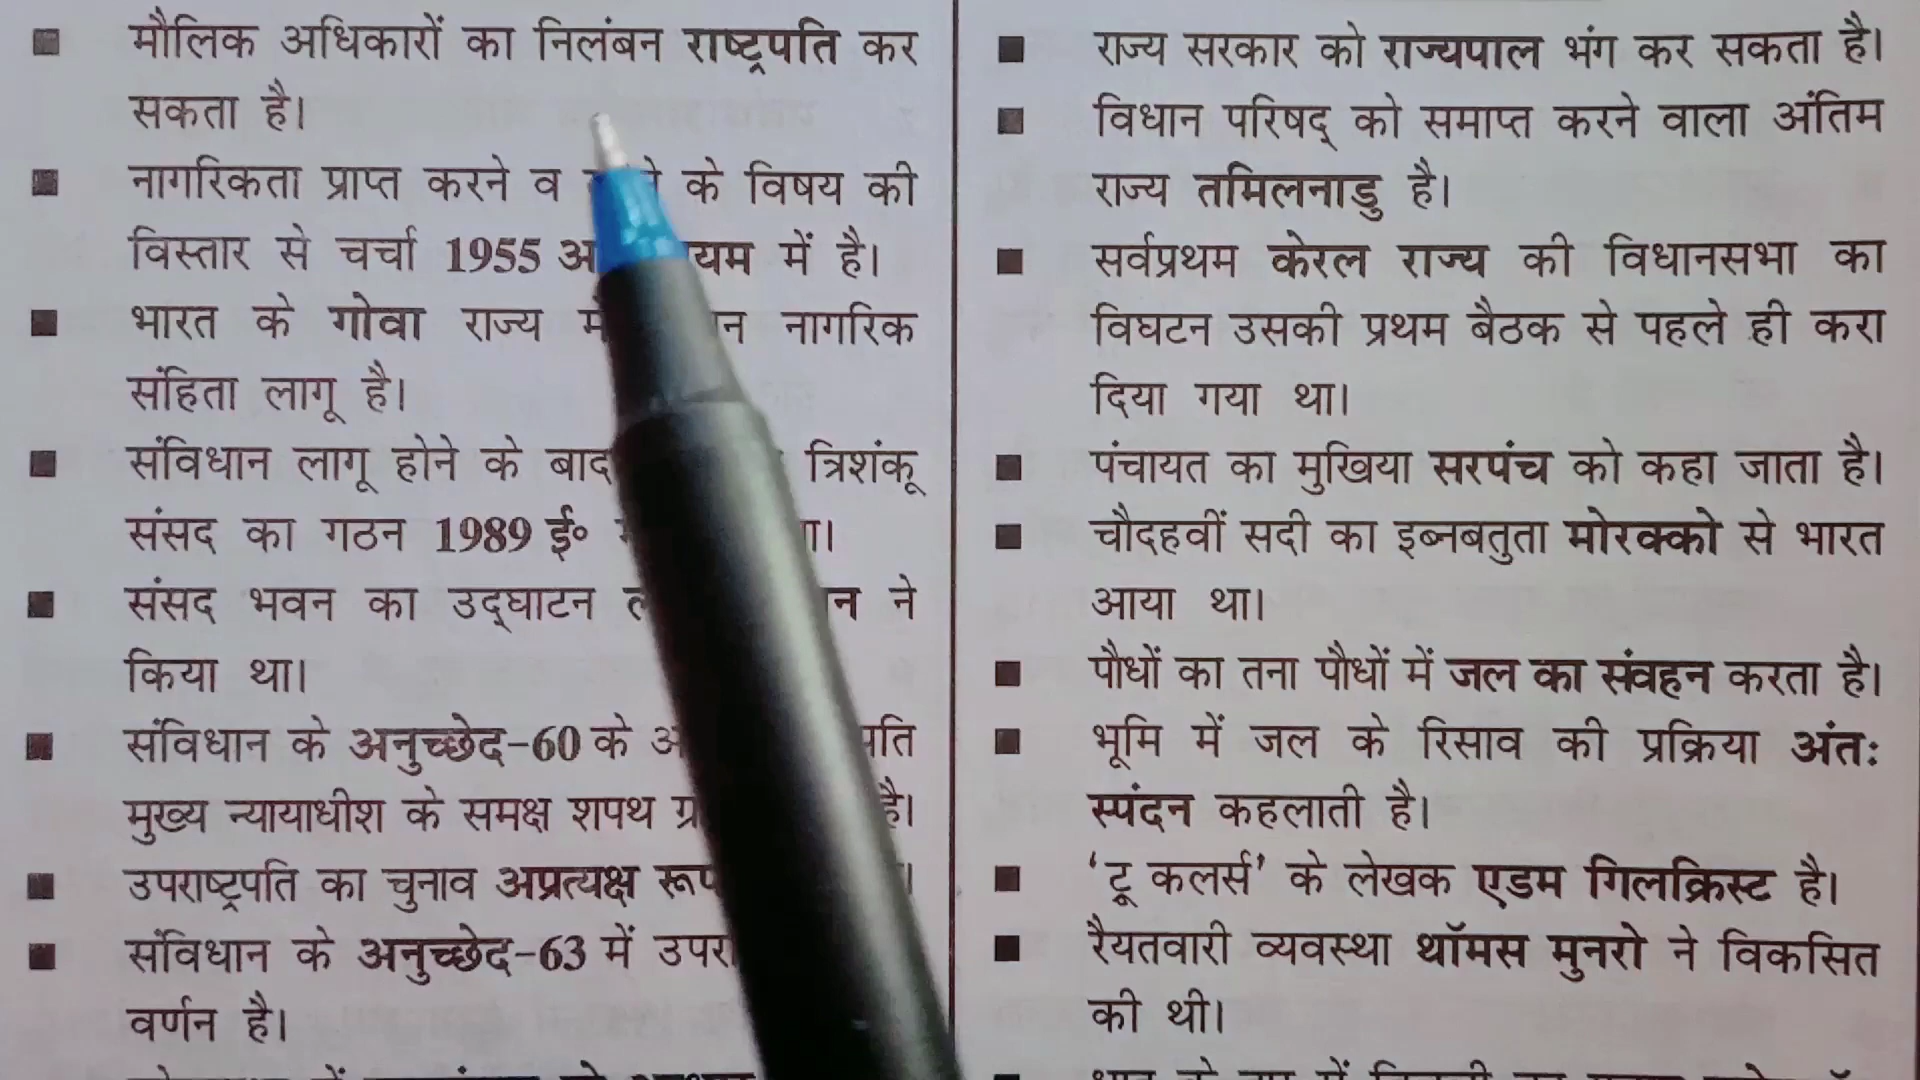 मौलिक अधिकारों का निलंबन राष्ट्रपति कर
सकता है।
नागरिकता प्राप्त करने व के विषय की
विस्तार से चर्चा 1955 में है।
भारत के गोवा राज्य नागरिक
संहिता लागू है।
संविधान लागू होने के बाद त्रिशंकू
संसद का गठन 1989 ई०
संसद भवन का उद्घाटन ने
किया था।
संविधान के अनुच्छेद-60 के
मुख्य न्यायाधीश के समक्ष शपथ है।
उपराष्ट्रपति का चुनाव अप्रत्यक्ष रूप
संविधान के अनुच्छेद-63 में
वर्णन है।
राज्य सरकार को राज्यपाल भंग कर सकता है।
विधान परिषद् को समाप्त करने वाला अंतिम
राज्य तमिलनाडु है।
सर्वप्रथम केरल राज्य की विधानसभा का
विघटन उसकी प्रथम बैठक से पहले ही करा
दिया गया था।
पंचायत का मुखिया सरपंच को कहा जाता है।
चौदहवीं सदी का इब्नबतुता मोरक्को से भारत
आया था।
पौधों का तना पौधों में जल का संवहन करता है।
भूमि में जल के रिसाव की प्रक्रिया अंतः
स्पंदन कहलाती है।
'ट्रू कलर्स' के लेखक एडम गिलक्रिस्ट है।
रैयतवारी व्यवस्था थॉमस मुनरो ने विकसित
की थी।